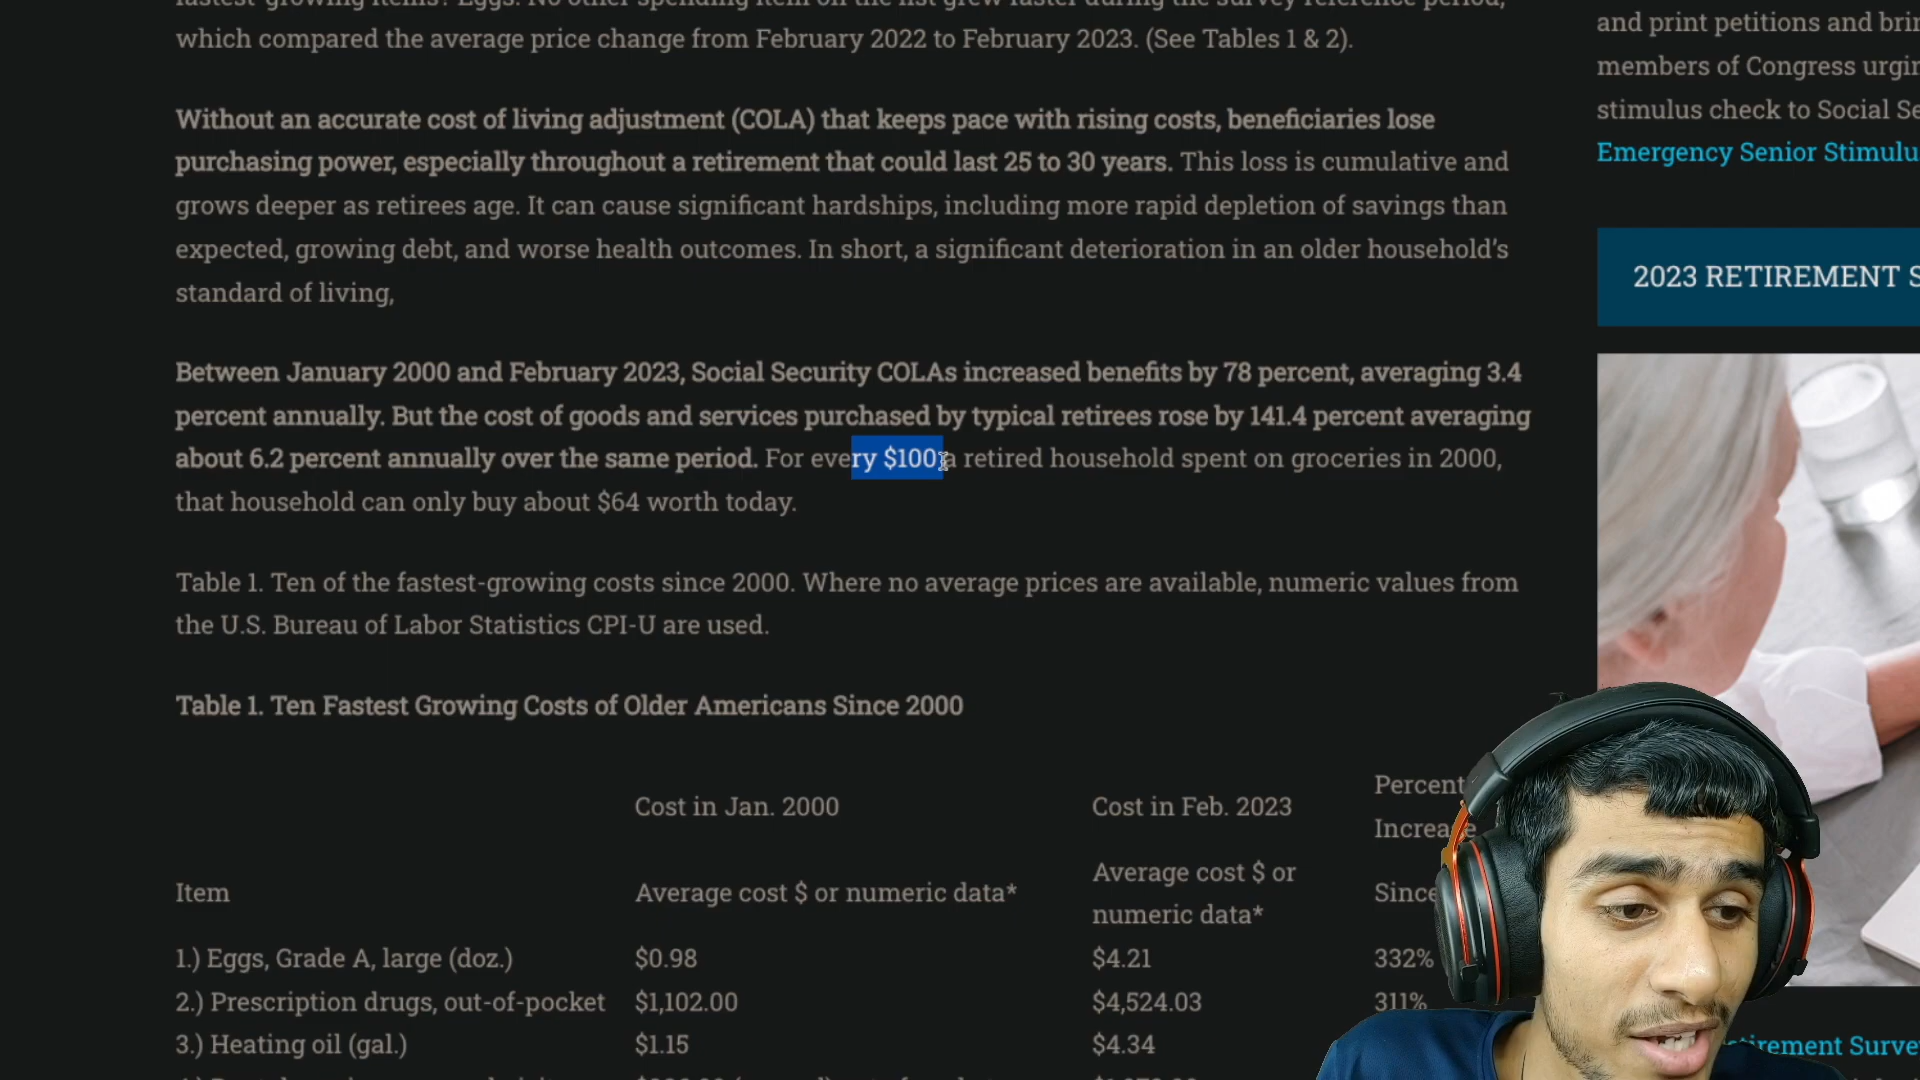 which compared the average price change from February 2022 to February 2023. (See Tables 1 & 2).
Without an accurate cost of living adjustment (COLA) that keeps pace with rising costs, beneficiaries lose
purchasing power, especially throughout a retirement that could last 25 to 30 years. This loss is cumulative and
grows deeper as retirees age. It can cause significant hardships, including more rapid depletion of savings than
expected, growing debt, and worse health outcomes. In short, a significant deterioration in an older household's
standard of living,
Between January 2000 and February 2023, Social Security COLAs increased benefits by 78 percent, averaging 3.4
percent annually. But the cost of goods and services purchased by typical retirees rose by 141.4 percent averaging
about 6.2 percent annually over the same period. For every $100 a retired household spent on groceries in 2000,
that household can only buy about $64 worth today.
Table 1. Ten of the fastest-growing costs since 2000. Where no average prices are available, numeric values from
the U.S. Bureau of Labor Statistics CPI-U are used.
Table 1. Ten Fastest Growing Costs of Older Americans Since 2000
Cost in Jan. 2000 Cost in Feb. 2023 Percent
Increase
Item Average cost $ or numeric data* Average cost $ or
numeric data* Since
1.) Eggs, Grade A, large (doz.) $0.98 $4.21 332%
2.) Prescription drugs, out-of-pocket $1,102.00 $4,524.03 311%
3.) Heating oil (gal.) $1.15 $4.34
and print petitions and
members of Congress
stimulus check to Social
Emergency Senior
2023 RETIREMENT